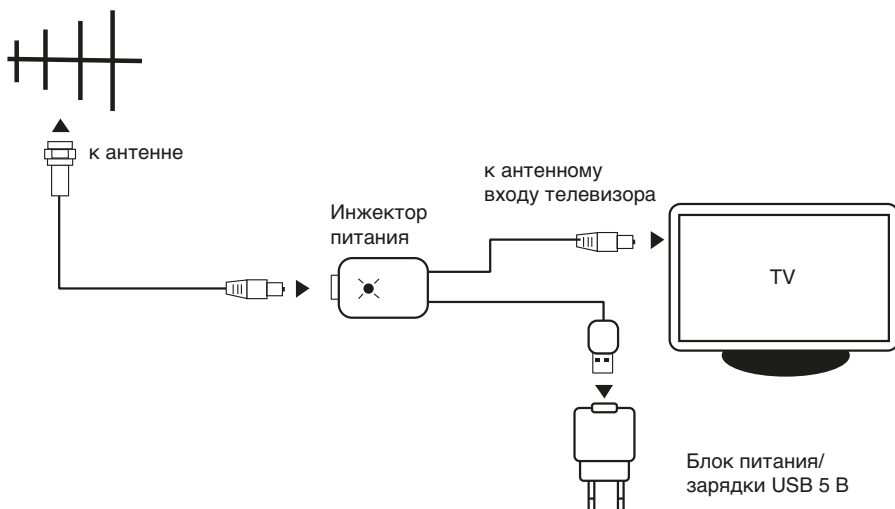 к антенне
к антенному
входу телевизора
Инжектор
питания
TV
Блок питания/
зарядки USB 5 В